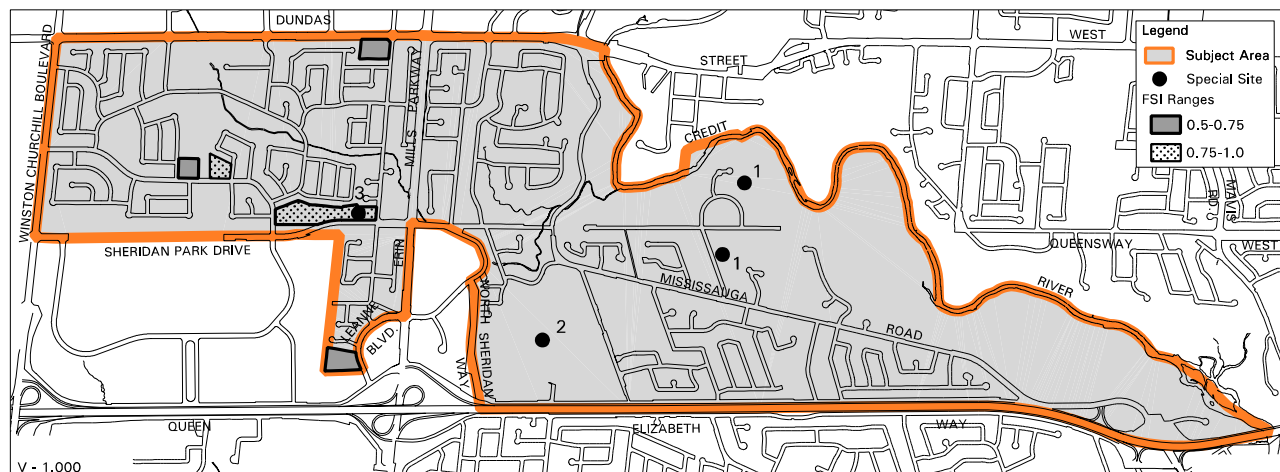 DUNDAS
STREET
WEST
WINSTON CHURCHILL BOULEVARD
MILLS PARKWAY
ERIN
CREDIT
RIVER
3
1
1
2
SHERIDAN PARK DRIVE
LEANNE
BLVD.
NORTH SHERIDAN
WAY
MISSISSAUGA
ROAD
QUEENSWAY
WEST
MAVIS
RD.
QUEEN
ELIZABETH
WAY
Legend
Subject Area
Special Site
FSI Ranges
0.5-0.75
0.75-1.0
V - 1.000